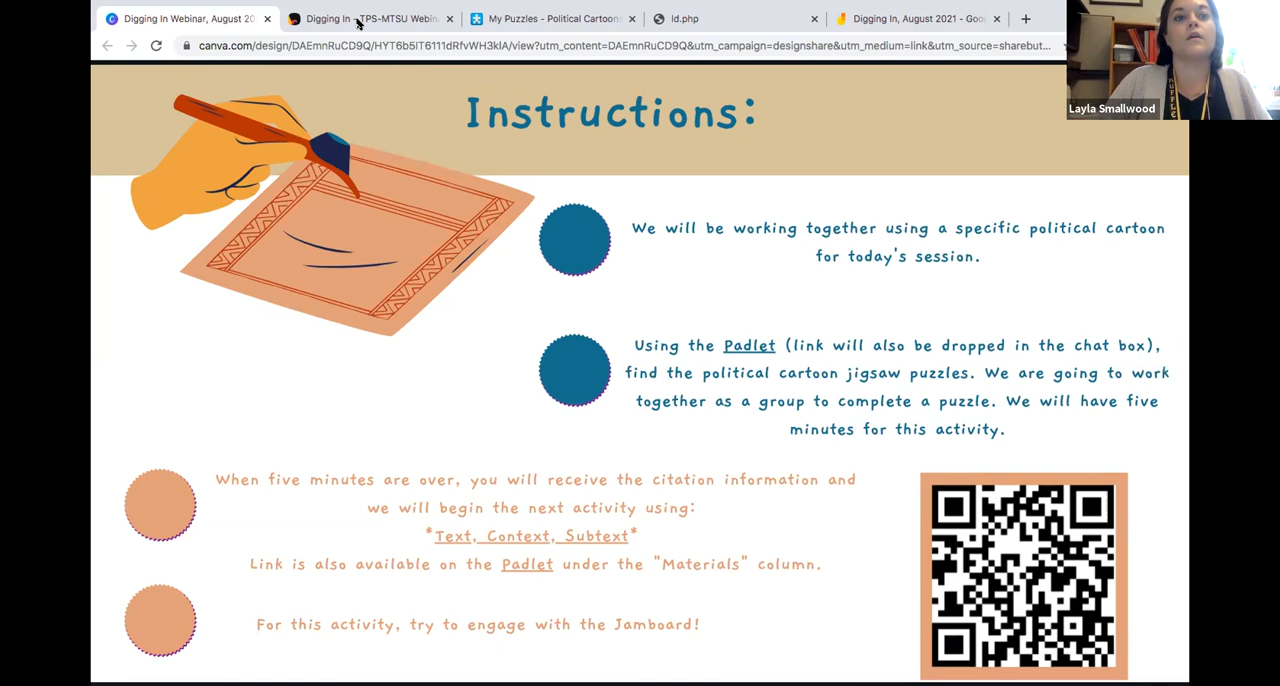 Digging In Webinar, August 20
Digging In - TPS-MTSU Webin
My Puzzles - Political Cartoon
ld.php
Digging In, August 2021 - Goo
canva.com/design/DAEmnRuCD9Q/HYT6b5IT6111dRfvWH3kIA/view?utm_content=DAEmnRuCD9Q&utm_campaign=designshare&utm_medium=link&utm_source=sharebut...
Layla Smallwood
Instructions:
We will be working together using a specific political cartoon
for today's session.
Using the Padlet (link will also be dropped in the chat box),
find the political cartoon jigsaw puzzles. We are going to work
together as a group to complete a puzzle. We will have five
minutes for this activity.
When five minutes are over, you will receive the citation information and
we will begin the next activity using:
*Text, Context, Subtext*
Link is also available on the Padlet under the "Materials" column.
For this activity, try to engage with the Jamboard!